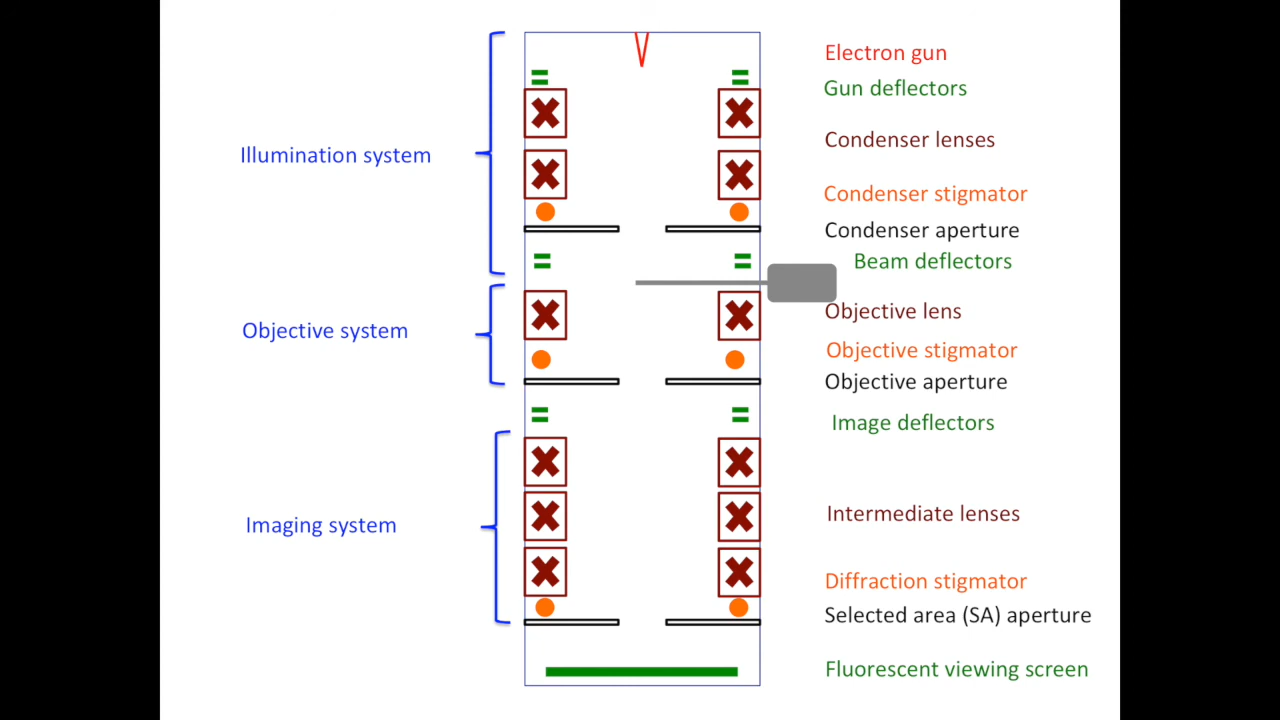 Electron gun
Gun deflectors
Condenser lenses
Illumination system
Condenser stigmator
Condenser aperture
Beam deflectors
Objective lens
Objective system
Objective stigmator
Objective aperture
Image deflectors
Intermediate lenses
Imaging system
Diffraction stigmator
Selected area (SA) aperture
Fluorescent viewing screen